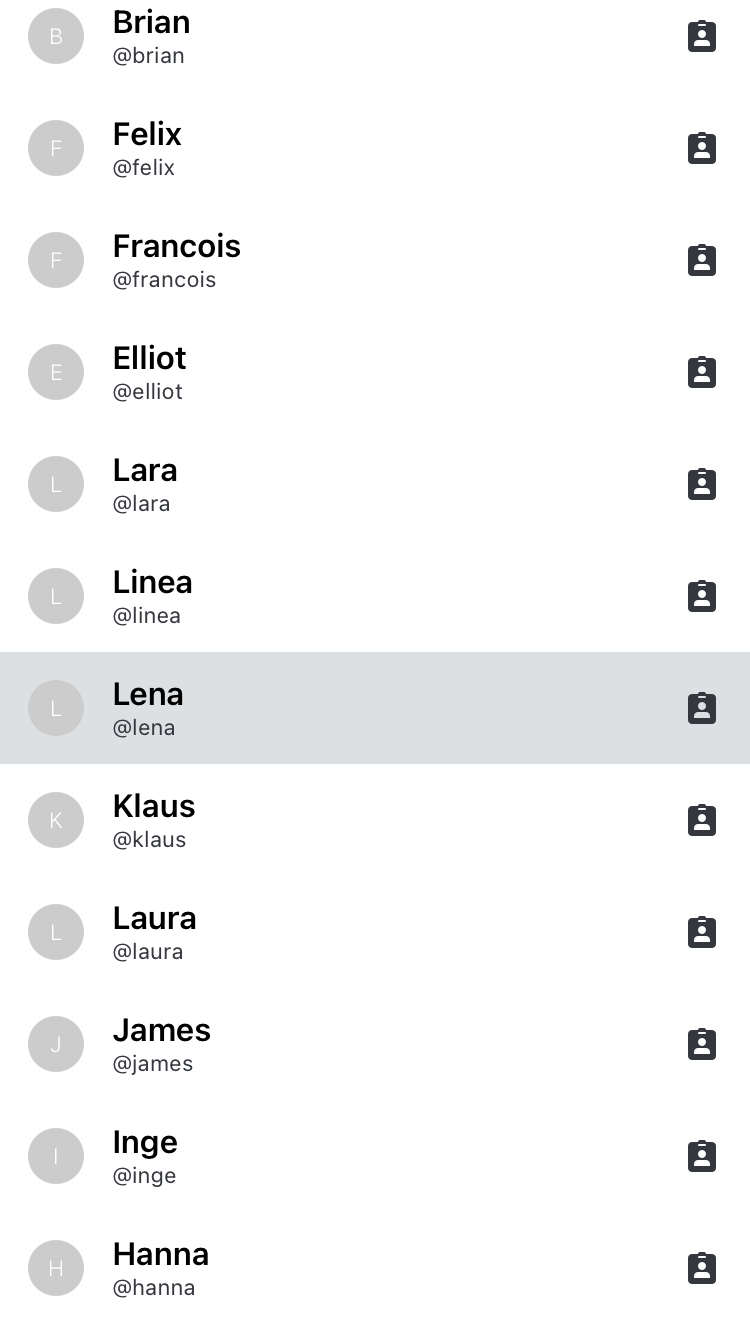 B
Brian
@brian
F
Felix
@felix
F
Francois
@francois
E
Elliot
@elliot
L
Lara
@lara
L
Linea
@linea
L
Lena
@lena
K
Klaus
@klaus
L
Laura
@laura
J
James
@james
I
Inge
@inge
H
Hanna
@hanna